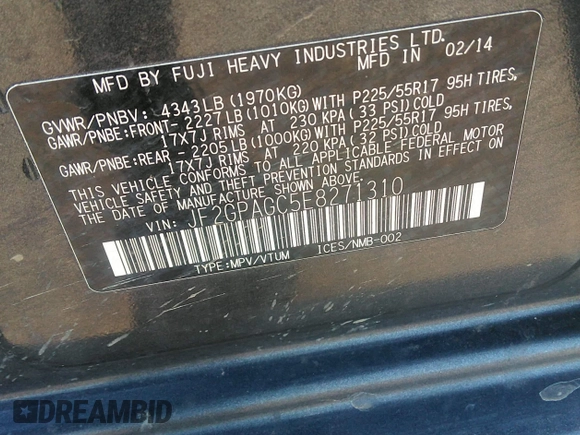 MFD BY FUJI HEAVY INDUSTRIES LTD.
MFD IN 02/14
GVWR/PNBV: 4343LB(1970KG)
GAWR/PNBE:FRONT-2227LB(1010KG)WITH P225/55R17 95H TIRES,
17X7J RIMS AT 230 KPA(33 PSI)COLD
GAWR/PNBE:REAR -2205LB(1000KG)WITH P225/55R17 95H TIRES,
17X7J RIMS AT 220 KPA(32 PSI)COLD
THIS VEHICLE CONFORMS TO ALL APPLICABLE FEDERAL MOTOR
VEHICLE SAFETY AND THEFT PREVENTION STANDARDS IN EFFECT ON
THE DATE OF MANUFACTURE SHOWN ABOVE.
VIN: JF2GPAGC5E8271310
TYPE:MPV/VTUM ICES/NMB-002
DREAMBID